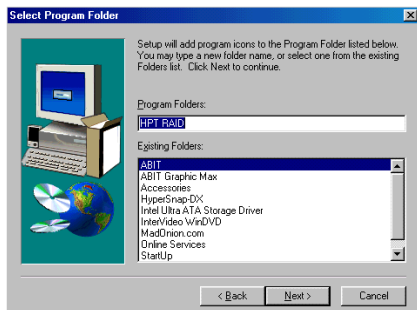 Select Program Folder
Setup will add program icons to the Program Folder listed below.
You may type a new folder name, or select one from the existing
Folders list. Click Next to continue.
Program Folders:
HPT RAID
Existing Folders:
ABIT
ABIT Graphic Max
Accessories
HyperSnap-DX
Intel Ultra ATA Storage Driver
InterVideo WinDVD
MadOnion.com
Online Services
StartUp
< Back
Next >
Cancel